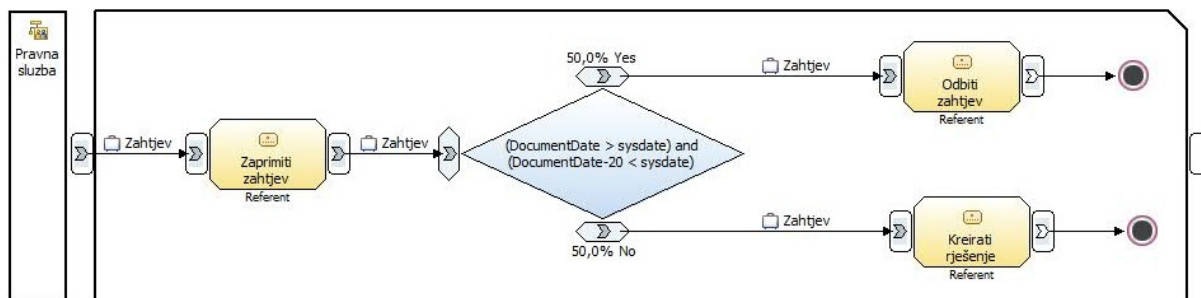 Pravna
sluzba
Zahtjev
Zaprimiti
zahtjev
Referent
Zahtjev
50,0% Yes
(DocumentDate > sysdate) and
(DocumentDate-20 < sysdate)
50,0% No
Zahtjev
Odbiti
zahtjev
Referent
Zahtjev
Kreirati
rješenje
Referent